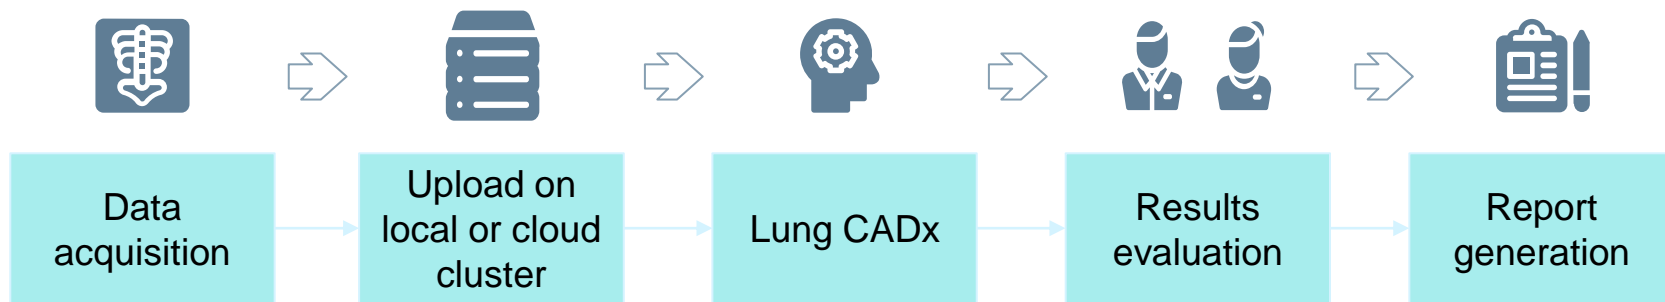 Data
acquisition
Upload on
local or cloud
cluster
Lung CADx
Results
evaluation
Report
generation